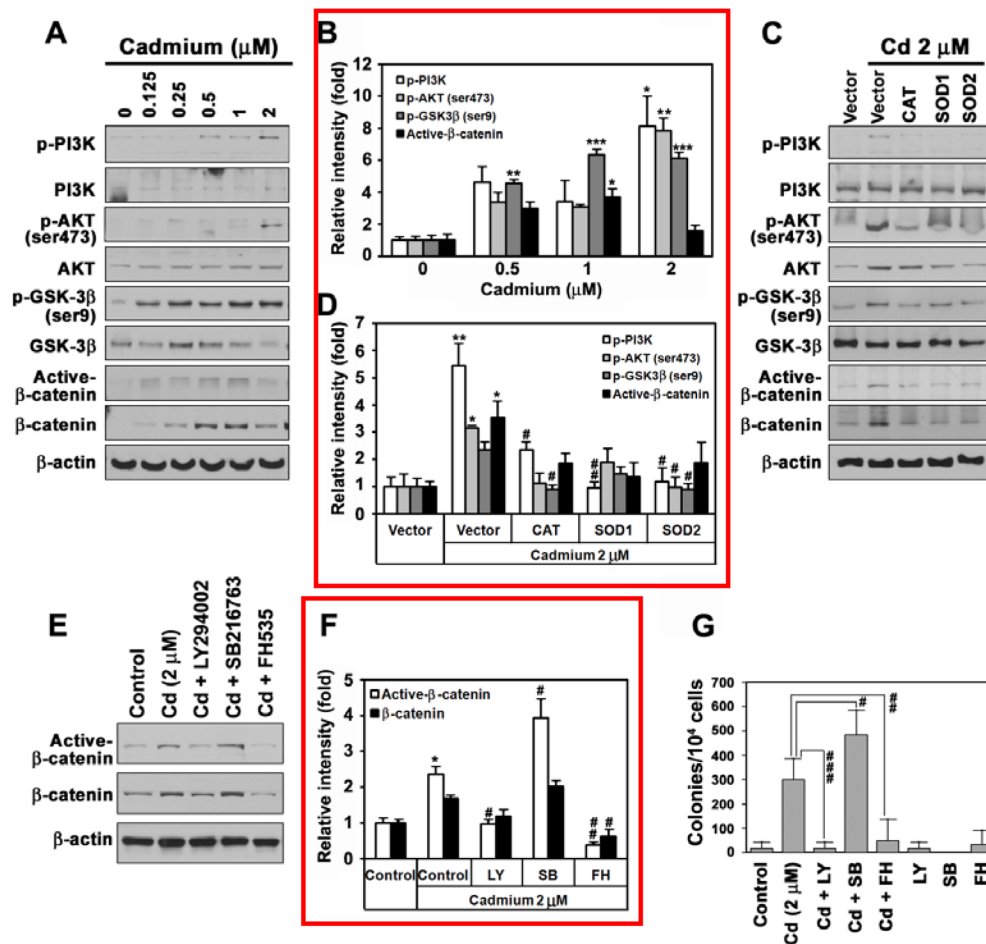 A
Cadmium (µM)
0 0.125 0.25 0.5 1 2
p-PI3K
PI3K
p-AKT
(ser473)
AKT
p-GSK-3β
(ser9)
GSK-3β
Active-
β-catenin
β-catenin
β-actin
B
Relative intensity (fold)
12
10
8
6
4
2
0
p-PI3K
p-AKT (ser473)
p-GSK3β (ser9)
Active-β-catenin
** *** * * ** ***
0 0.5 1 2
Cadmium (µM)
C
Cd 2 µM
Vector Vector CAT SOD1 SOD2
p-PI3K
PI3K
p-AKT
(ser473)
AKT
p-GSK-3β
(ser9)
GSK-3β
Active-
β-catenin
β-catenin
β-actin
D
Relative intensity (fold)
7
6
5
4
3
2
1
0
p-PI3K
p-AKT (ser473)
p-GSK3β (ser9)
Active-β-catenin
** * * # # ## # # #
Vector Vector CAT SOD1 SOD2
Cadmium 2 µM
E
Control Cd (2 µM) Cd + LY294002 Cd + SB216763 Cd + FH535
Active-
β-catenin
β-catenin
β-actin
F
Relative intensity (fold)
5
4
3
2
1
0
Active-β-catenin
β-catenin
* # # ## #
Control Control LY SB FH
Cadmium 2 µM
G
Colonies/10⁴ cells
700
600
500
400
300
200
100
00
### # ##
Control Cd (2 µM) Cd + LY Cd + SB Cd + FH LY SB FH